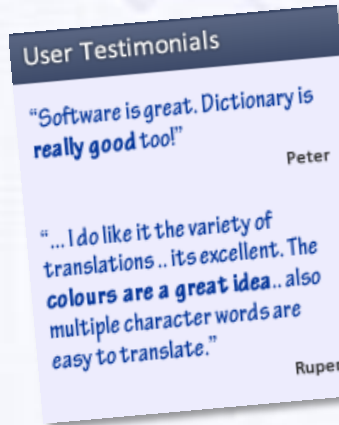 User Testimonials
“Software is great. Dictionary is
really good too!”
Peter
“... I do like it the variety of
translations .. its excellent. The
colours are a great idea.. also
multiple character words are
easy to translate.”